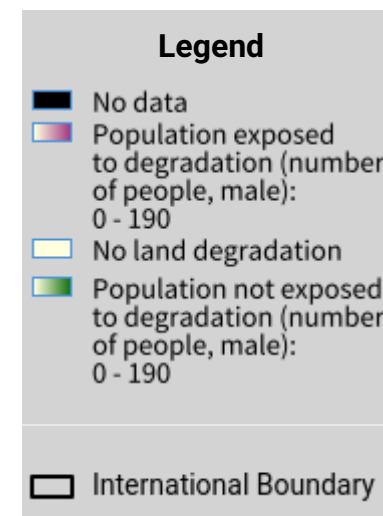 Legend
No data
Population exposed
to degradation (number
of people, male):
0 - 190
No land degradation
Population not exposed
to degradation (number
of people, male):
0 - 190
International Boundary